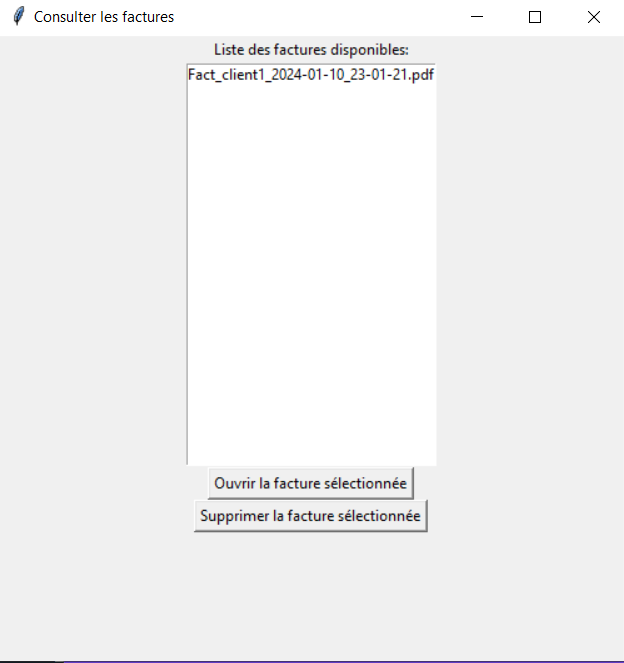 Consulter les factures
Liste des factures disponibles:
Fact_client1_2024-01-10_23-01-21.pdf
Ouvrir la facture sélectionnée
Supprimer la facture sélectionnée